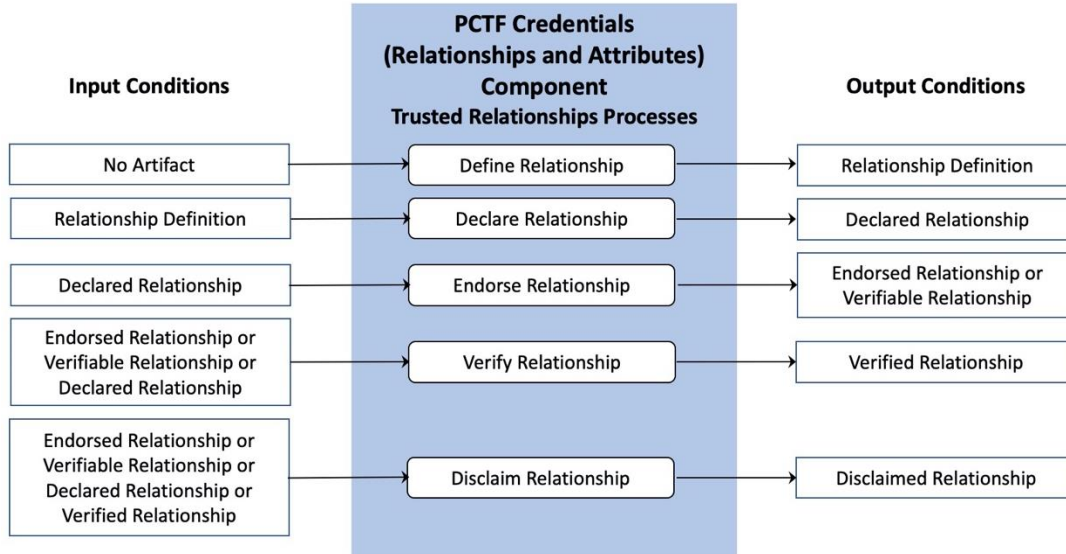 PCTF Credentials
(Relationships and Attributes)
Component
Trusted Relationships Processes
Input Conditions
Output Conditions
No Artifact
Define Relationship
Relationship Definition
Relationship Definition
Declare Relationship
Declared Relationship
Declared Relationship
Endorse Relationship
Endorsed Relationship or
Verifiable Relationship
Endorsed Relationship or
Verifiable Relationship or
Declared Relationship
Verify Relationship
Verified Relationship
Endorsed Relationship or
Verifiable Relationship or
Declared Relationship or
Verified Relationship
Disclaim Relationship
Disclaimed Relationship